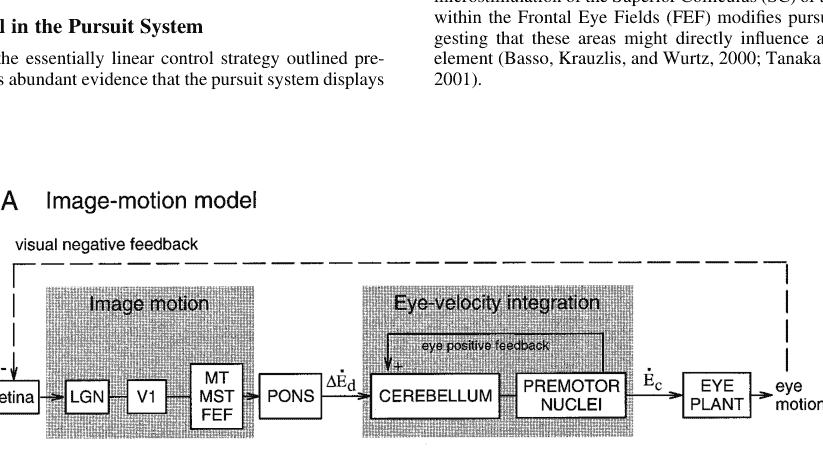 l in the Pursuit System
the essentially linear control strategy outlined pre-
s abundant evidence that the pursuit system displays
microstimulation of the Superior Colliculus (SC) or
within the Frontal Eye Fields (FEF) modifies pursu
gesting that these areas might directly influence a
element (Basso, Krauzlis, and Wurtz, 2000; Tanaka
2001).
A Image-motion model
visual negative feedback
Image motion
Eye-velocity integration
eye positive feedback
- +
etina LGN V1 MT MST FEF PONS ΔĖd CEREBELLUM PREMOTOR NUCLEI Ėc EYE PLANT eye motion